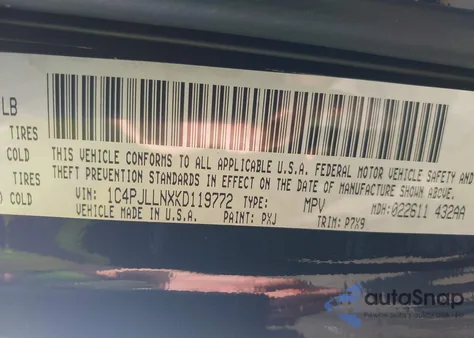 LB
TIRES
COLD THIS VEHICLE CONFORMS TO ALL APPLICABLE U.S.A. FEDERAL MOTOR VEHICLE SAFETY AND
TIRES THEFT PREVENTION STANDARDS IN EFFECT ON THE DATE OF MANUFACTURE SHOWN ABOVE.
COLD VIN: 1C4PJLLNXKD119772 TYPE: MPV MDH: 022611 432AA
VEHICLE MADE IN U.S.A. PAINT: PXJ TRIM: P7X9
autoSnap